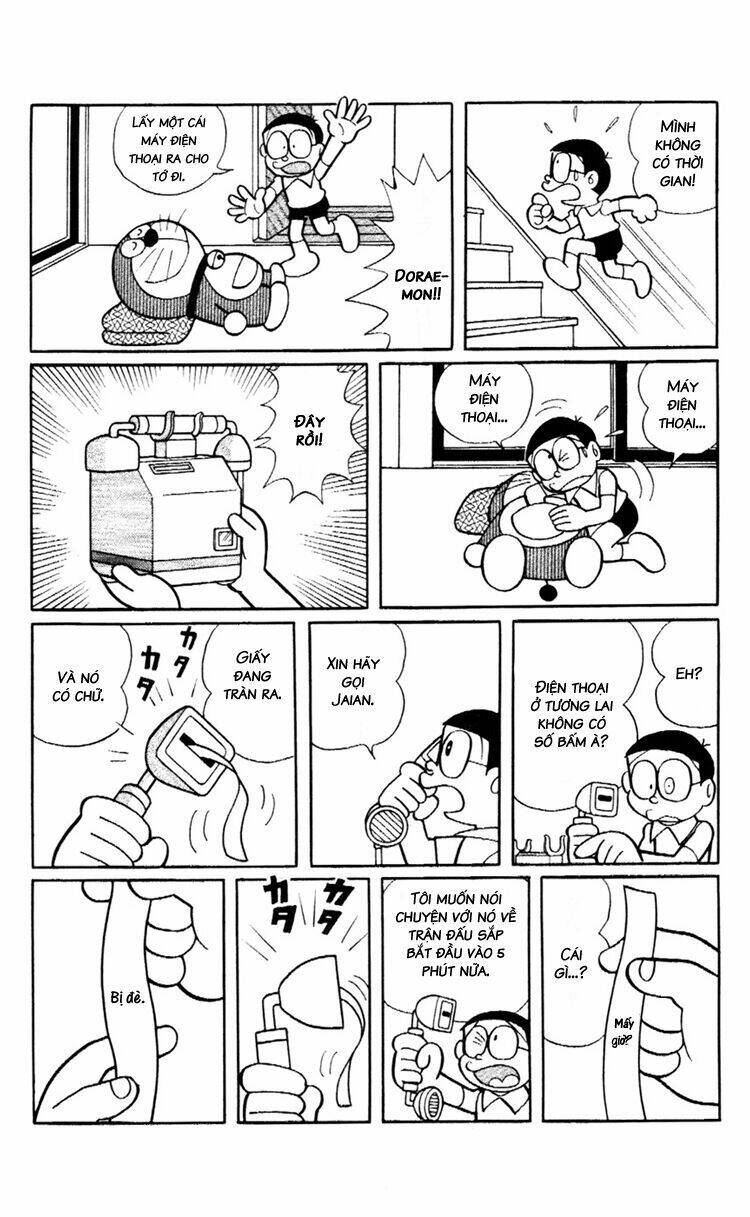 MÌNH
KHÔNG
CÓ THỜI
GIAN!
DORAE-
MON!!
LẤY MỘT CÁI
MÁY ĐIỆN
THOẠI RA CHO
TỚ ĐI.
MÁY
ĐIỆN
THOẠI...
MÁY
ĐIỆN
THOẠI...
ĐÂY
RỒI!
EH?
ĐIỆN THOẠI
Ở TƯƠNG LAI
KHÔNG CÓ
SỐ BẤM À?
XIN HÃY
GỌI
JAIAN.
カタ
カタ
GIẤY
ĐANG
TRÀN RA.
VÀ NÓ
CÓ CHỮ.
CÁI
GÌ...?
Mấy
giờ?
TÔI MUỐN NÓI
CHUYỆN VỚI NÓ VỀ
TRẬN ĐẤU SẮP
BẮT ĐẦU VÀO 5
PHÚT NỮA.
カタ
カタ
Bị đè.